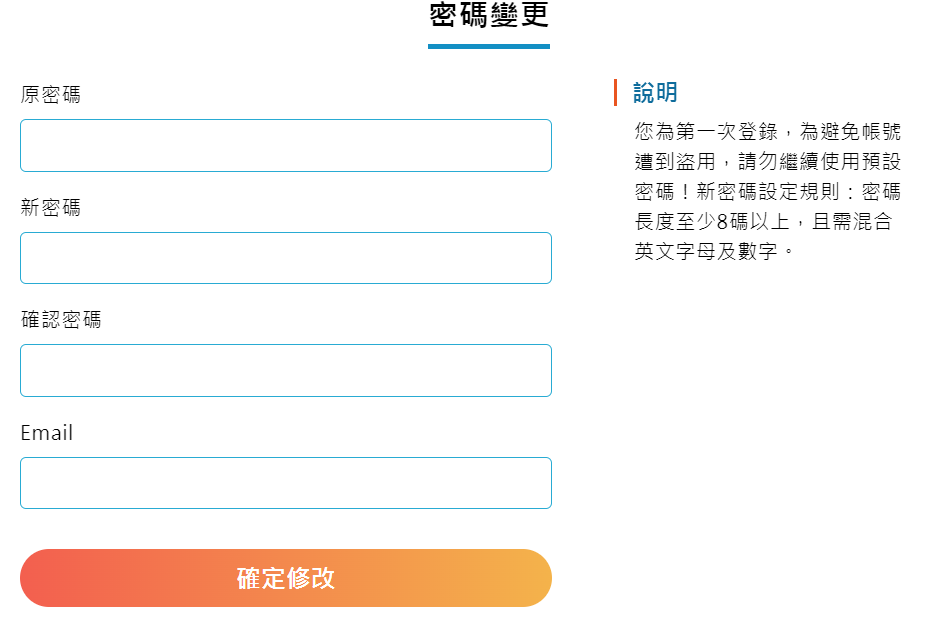 密碼變更
原密碼
新密碼
確認密碼
Email
確定修改
說明
您為第一次登錄，為避免帳號
遭到盜用，請勿繼續使用預設
密碼！新密碼設定規則：密碼
長度至少8碼以上，且需混合
英文字母及數字。